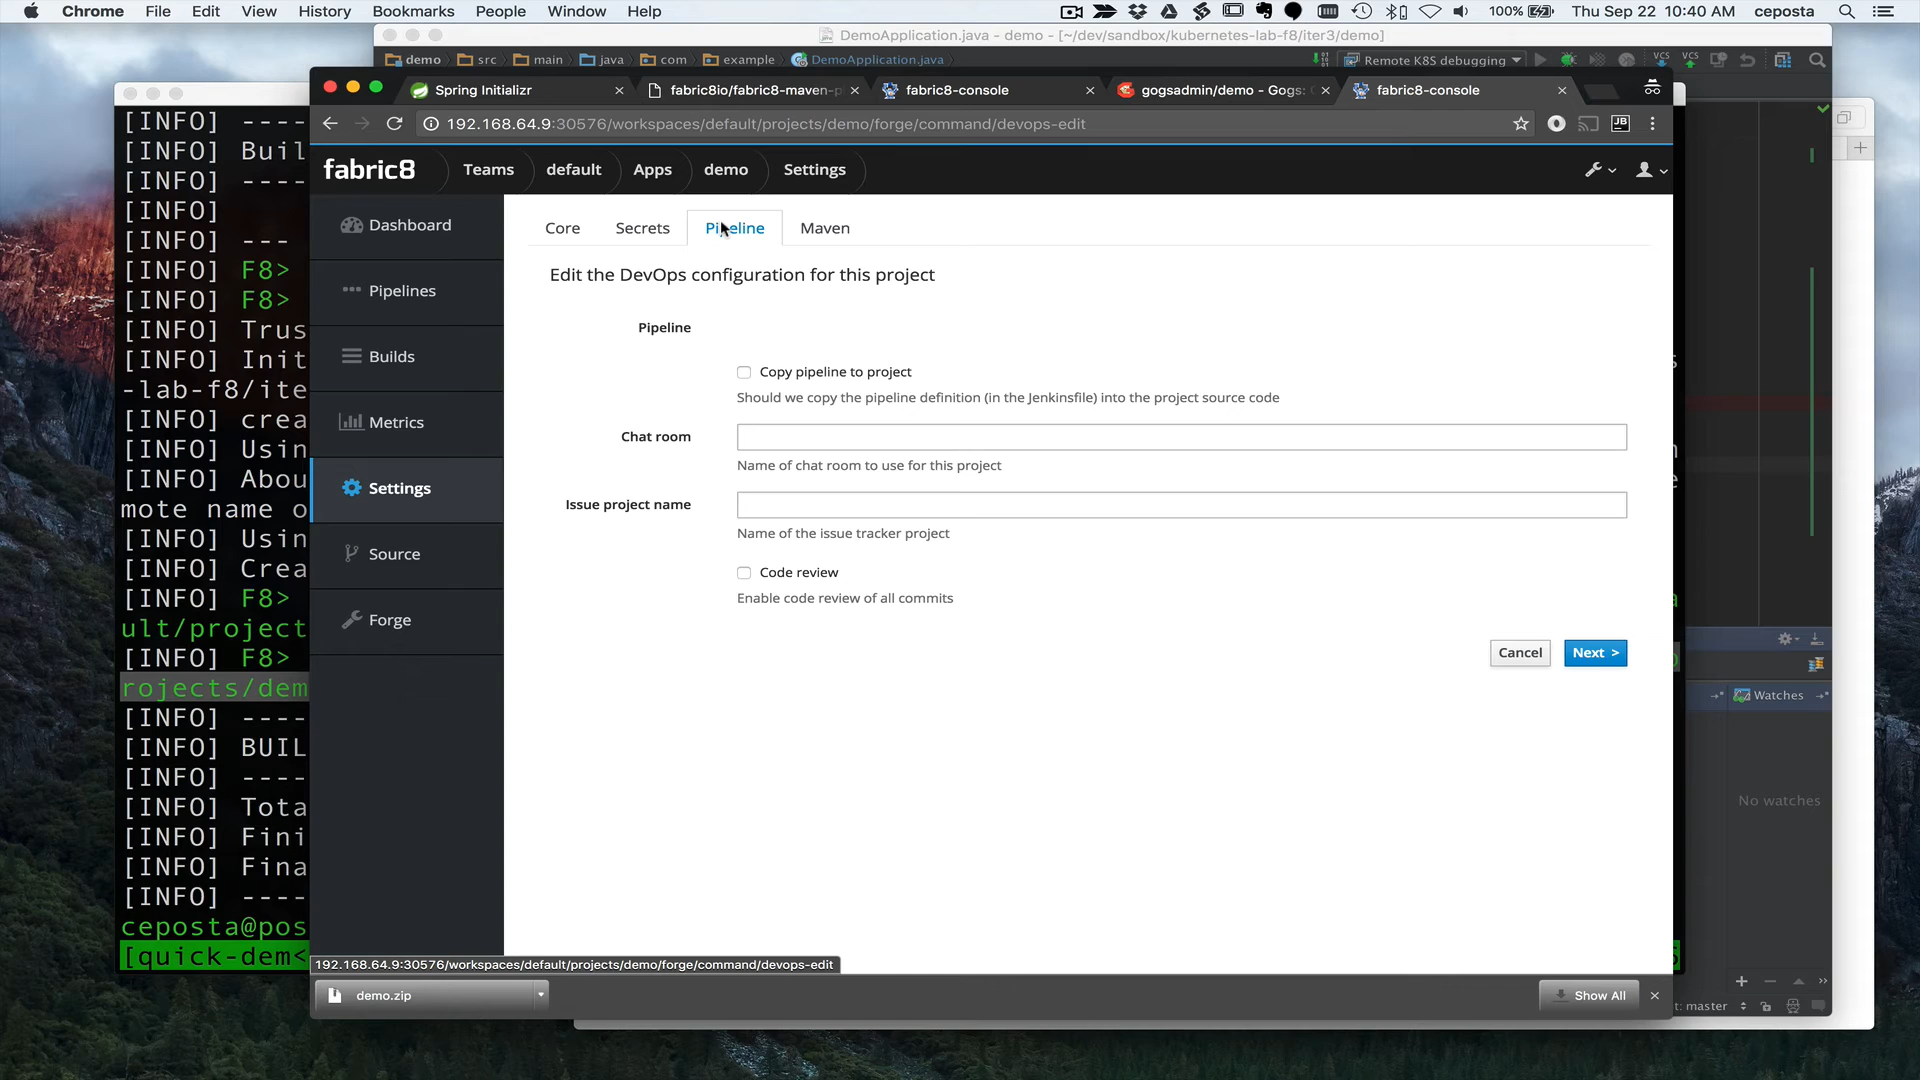 Chrome File Edit View History Bookmarks People Window Help 100% Thu Sep 22 10:40 AM ceposta
DemoApplication.java - demo - [~/dev/sandbox/kubernetes-lab-f8/iter3/demo]
demo src main java com example DemoApplication.java Remote K8S debugging
Spring Initializr fabric8io/fabric8-maven-p fabric8-console gogsadmin/demo - Gogs: fabric8-console
192.168.64.9:30576/workspaces/default/projects/demo/forge/command/devops-edit
fabric8 Teams default Apps demo Settings
Dashboard
Pipelines
Builds
Metrics
Settings
Source
Forge
Core Secrets Pipeline Maven
Edit the DevOps configuration for this project
Pipeline
Copy pipeline to project
Should we copy the pipeline definition (in the Jenkinsfile) into the project source code
Chat room
Name of chat room to use for this project
Issue project name
Name of the issue tracker project
Code review
Enable code review of all commits
Cancel Next >
[INFO] ----
[INFO] Buil
[INFO] ----
[INFO]
[INFO] ---
[INFO] F8>
[INFO] F8>
[INFO] Trus
[INFO] Init
-lab-f8/ite
[INFO] crea
[INFO] Usin
[INFO] Abou
mote name o
[INFO] Usin
[INFO] Crea
[INFO] F8>
ult/project
[INFO] F8>
rojects/dem
[INFO] ----
[INFO] BUIL
[INFO] ----
[INFO] Tota
[INFO] Fini
[INFO] Fina
[INFO] ----
ceposta@pos
[quick-dem<
Watches
No watches
t: master
192.168.64.9:30576/workspaces/default/projects/demo/forge/command/devops-edit
demo.zip Show All